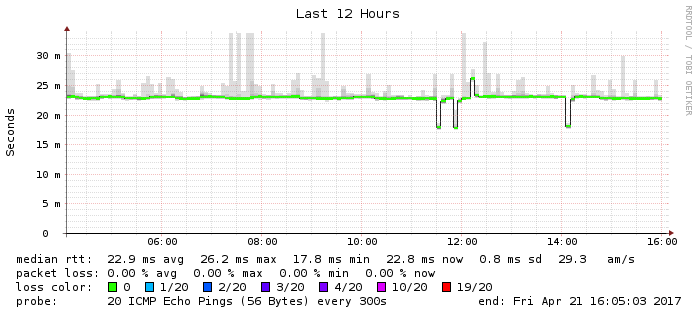 Last 12 Hours
RRDTOOL / TOBI OETIKER
Seconds
30 m
25 m
20 m
15 m
10 m
5 m
0
06:00 08:00 10:00 12:00 14:00 16:00
median rtt: 22.9 ms avg 26.2 ms max 17.8 ms min 22.8 ms now 0.8 ms sd 29.3 am/s
packet loss: 0.00 % avg 0.00 % max 0.00 % min 0.00 % now
loss color: 0 1/20 2/20 3/20 4/20 10/20 19/20
probe: 20 ICMP Echo Pings (56 Bytes) every 300s end: Fri Apr 21 16:05:03 2017